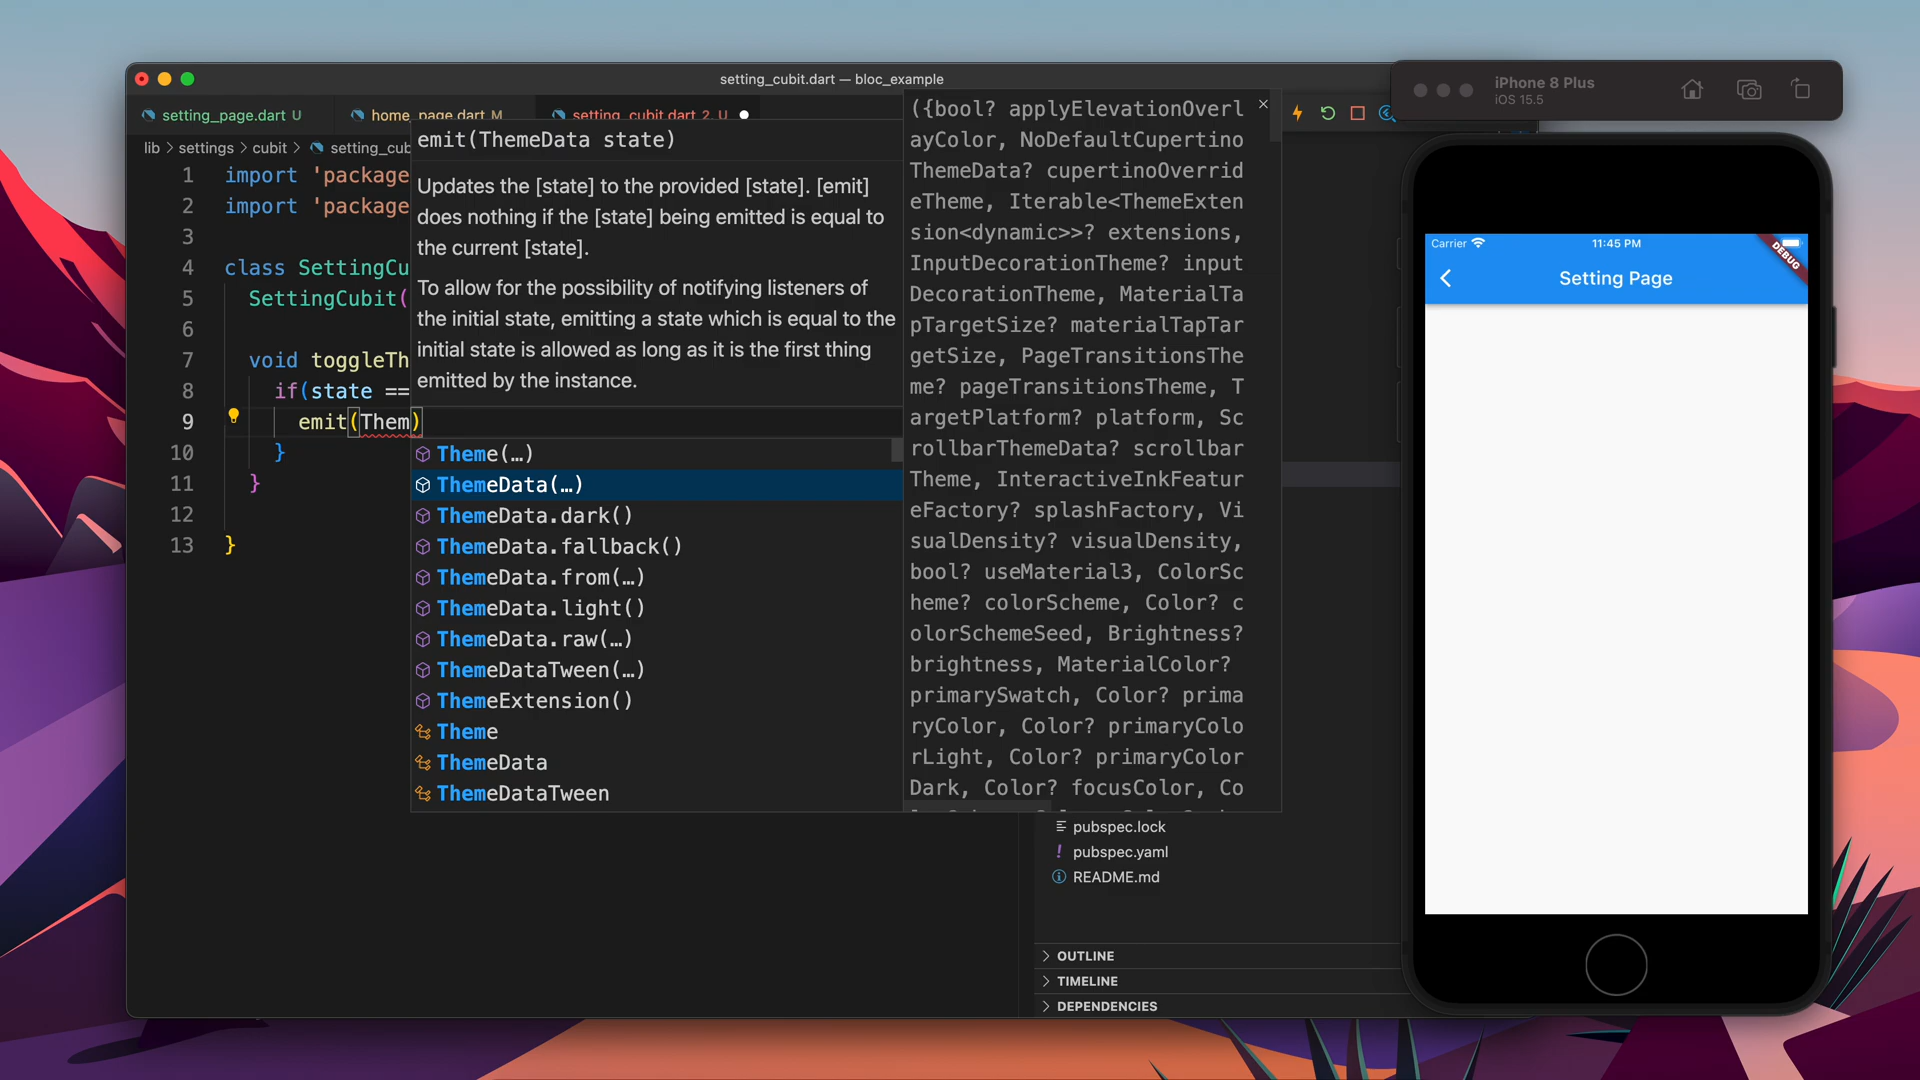 setting_cubit.dart — bloc_example
setting_page.dart U
home_page.dart M
setting_cubit.dart 2, U
lib > settings > cubit > setting_cub
1 import 'package
2 import 'package
3
4 class SettingCu
5 SettingCubit(
6
7 void toggleTh
8 if(state ==
9 emit(Them)
10 }
11 }
12
13 }
emit(ThemeData state)
Updates the [state] to the provided [state]. [emit]
does nothing if the [state] being emitted is equal to
the current [state].
To allow for the possibility of notifying listeners of
the initial state, emitting a state which is equal to the
initial state is allowed as long as it is the first thing
emitted by the instance.
Theme(…)
ThemeData(…)
ThemeData.dark()
ThemeData.fallback()
ThemeData.from(…)
ThemeData.light()
ThemeData.raw(…)
ThemeDataTween(…)
ThemeExtension()
Theme
ThemeData
ThemeDataTween
({bool? applyElevationOverl
ayColor, NoDefaultCupertino
ThemeData? cupertinoOverrid
eTheme, Iterable<ThemeExten
sion<dynamic>>? extensions,
InputDecorationTheme? input
DecorationTheme, MaterialTa
pTargetSize? materialTapTar
getSize, PageTransitionsThe
me? pageTransitionsTheme, T
argetPlatform? platform, Sc
rollbarThemeData? scrollbar
Theme, InteractiveInkFeatur
eFactory? splashFactory, Vi
sualDensity? visualDensity,
bool? useMaterial3, ColorSc
heme? colorScheme, Color? c
olorSchemeSeed, Brightness?
brightness, MaterialColor?
primarySwatch, Color? prima
ryColor, Color? primaryColo
rLight, Color? primaryColor
Dark, Color? focusColor, Co
pubspec.lock
! pubspec.yaml
README.md
OUTLINE
TIMELINE
DEPENDENCIES
iPhone 8 Plus
iOS 15.5
Carrier
11:45 PM
DEBUG
Setting Page